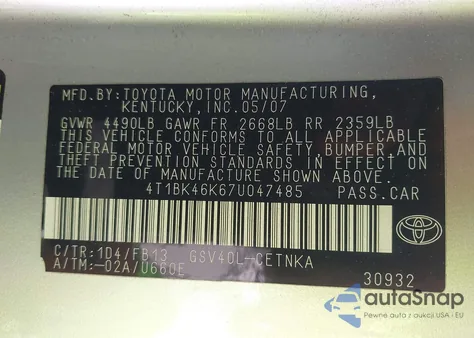 MFD.BY:TOYOTA MOTOR MANUFACTURING,
KENTUCKY, INC.05/07
GVWR 4490LB GAWR FR 2668LB RR 2359LB
THIS VEHICLE CONFORMS TO ALL APPLICABLE
FEDERAL MOTOR VEHICLE SAFETY, BUMPER, AND
THEFT PREVENTION STANDARDS IN EFFECT ON
THE DATE OF MANUFACTURE SHOWN ABOVE.
4T1BK46K67U047485 PASS.CAR
C/TR:1D4/FB13 GSV40L-CETNKA
A/TM:-02A/U660E
30932
autoSnap
Pewne auto z aukcji USA i EU